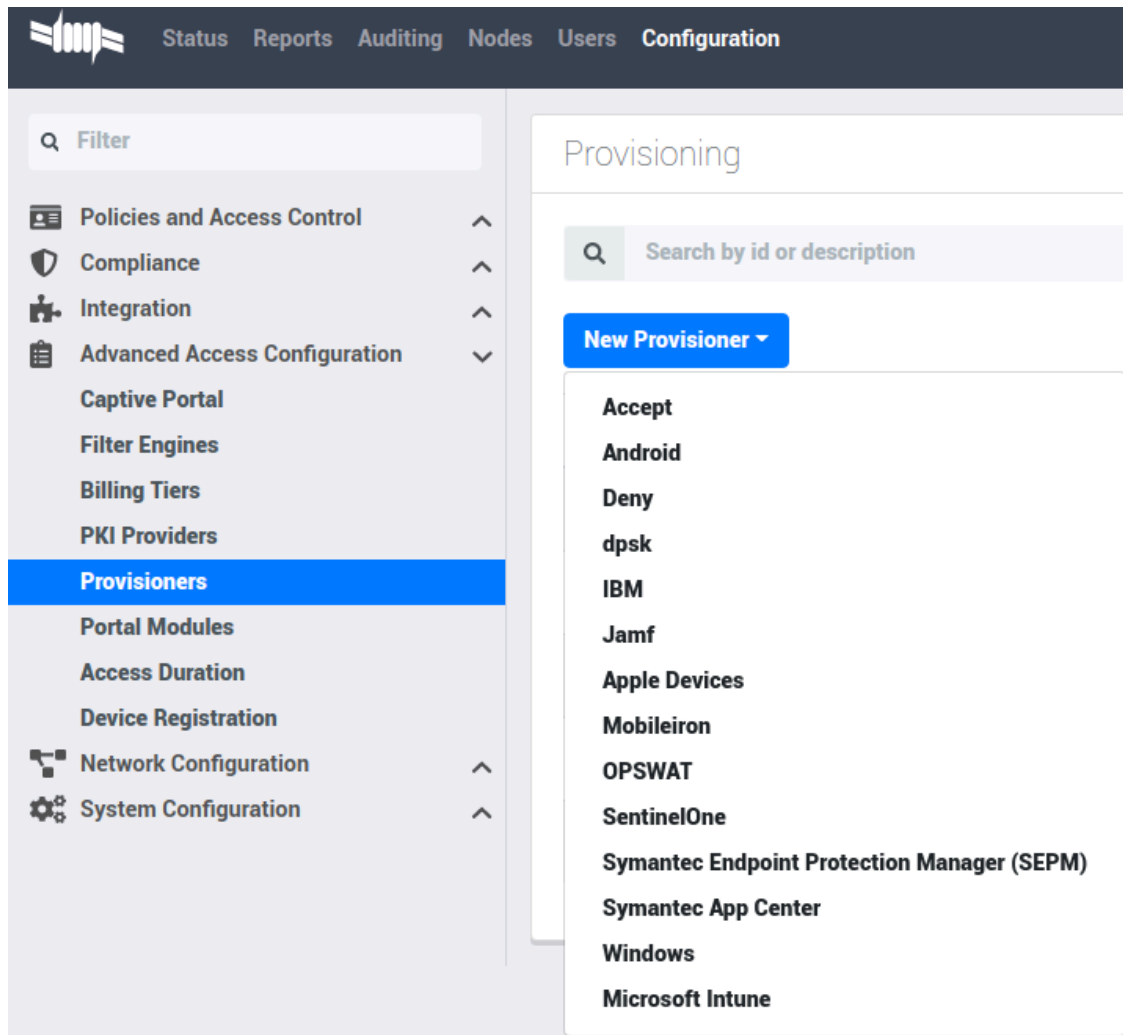 Status Reports Auditing Nodes Users Configuration
Filter
Policies and Access Control
Compliance
Integration
Advanced Access Configuration
Captive Portal
Filter Engines
Billing Tiers
PKI Providers
Provisioners
Portal Modules
Access Duration
Device Registration
Network Configuration
System Configuration
Provisioning
Search by id or description
New Provisioner
Accept
Android
Deny
dpsk
IBM
Jamf
Apple Devices
Mobileiron
OPSWAT
SentinelOne
Symantec Endpoint Protection Manager (SEPM)
Symantec App Center
Windows
Microsoft Intune